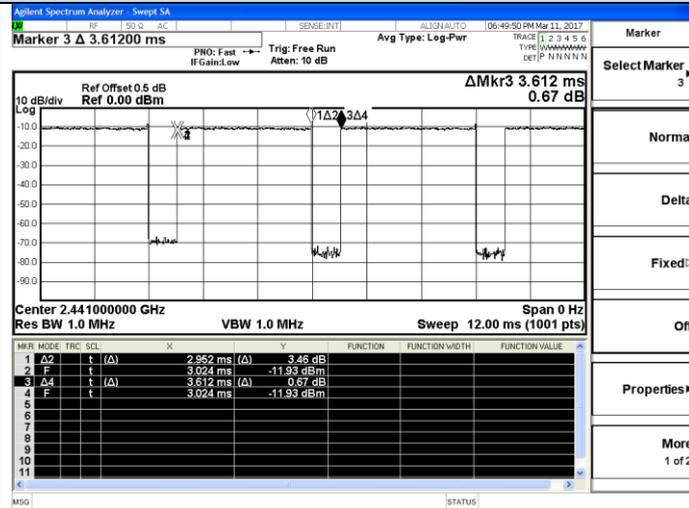 Agilent Spectrum Analyzer - Swept SA
RF 50 Ω AC SENSE:INT ALIGN AUTO 06:49:50 PM Mar 11, 2017
Marker 3 Δ 3.61200 ms
PNO: Fast
IFGain:Low
Trig: Free Run
Atten: 10 dB
Avg Type: Log-Pwr
TRACE 1 2 3 4 5 6
TYPE
DET P N N N N N
Ref Offset 0.5 dB
Ref 0.00 dBm
10 dB/div
Log
ΔMkr3 3.612 ms
0.67 dB
1Δ2 3Δ4
-10.0
-20.0
-30.0
-40.0
-50.0
-60.0
-70.0
-80.0
-90.0
Center 2.441000000 GHz
Span 0 Hz
Res BW 1.0 MHz
VBW 1.0 MHz
Sweep 12.00 ms (1001 pts)
MKR MODE TRC SCL X Y FUNCTION FUNCTION WIDTH FUNCTION VALUE
1 Δ2 t (Δ) 2.952 ms (Δ) 3.46 dB
2 F t 3.024 ms -11.93 dBm
3 Δ4 t (Δ) 3.612 ms (Δ) 0.67 dB
4 F t 3.024 ms -11.93 dBm
5
6
7
8
9
10
11
MSG
STATUS
Marker
Select Marker
3
Norma
Delta
Fixed
Of
Properties
More
1 of 2